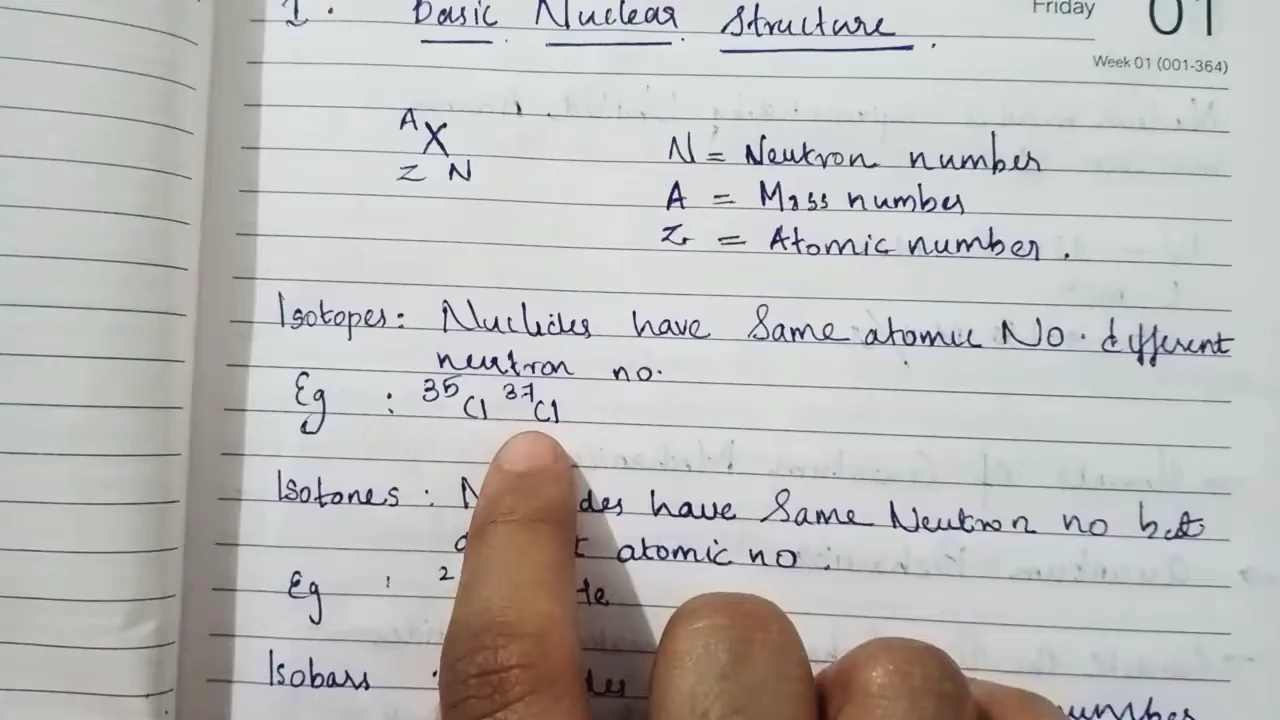 1. Basic Nuclear Structure.
Friday 01
Week 01 (001-364)
A
X
Z N
N = Neutron number
A = Mass number
Z = Atomic number.
Isotopes: Nuclides have Same atomic No. different
neutron no.
Eg : 35Cl 37Cl
Isotones : have Same Neutron no but
atomic no.
Eg : 2
Isobars :